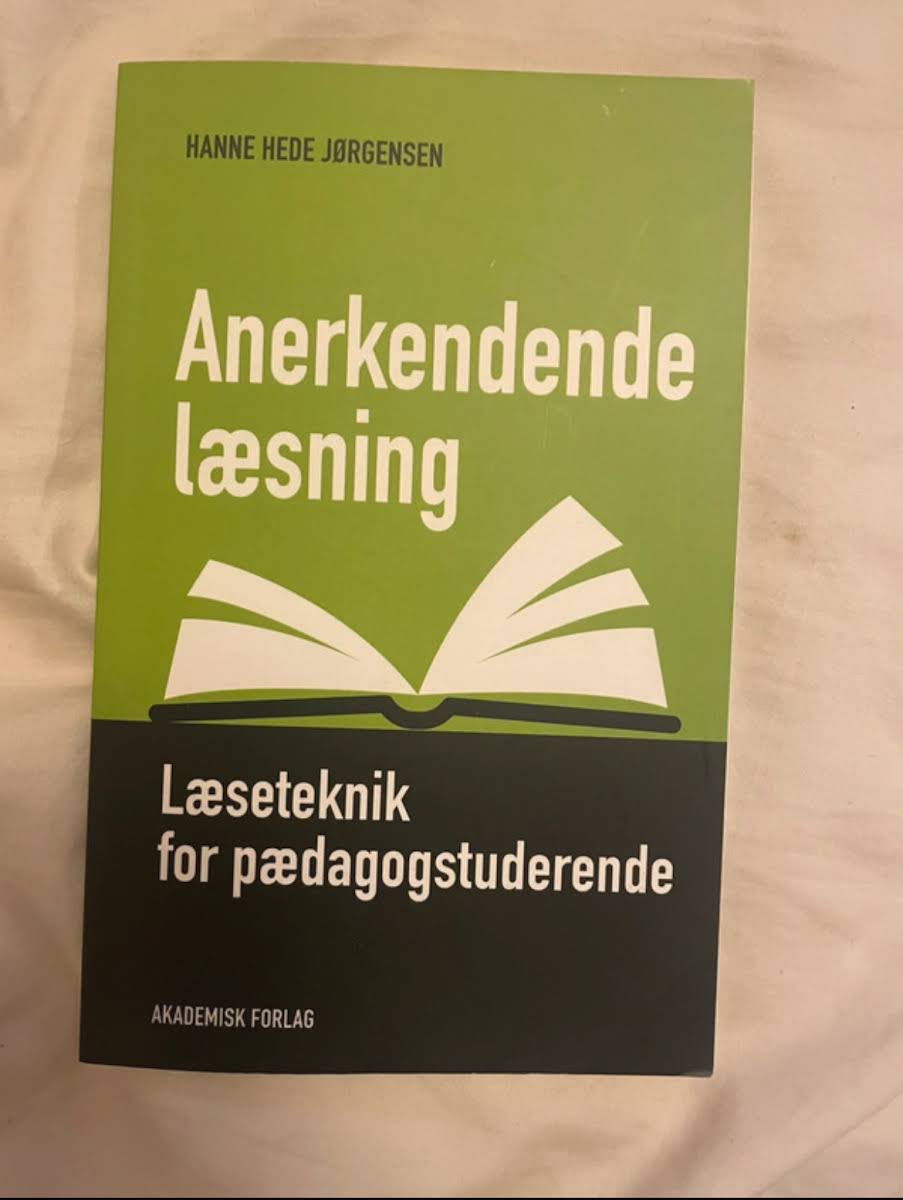 HANNE HEDE JØRGENSEN
Anerkendende
læsning
Læseteknik
for pædagogstuderende
AKADEMISK FORLAG